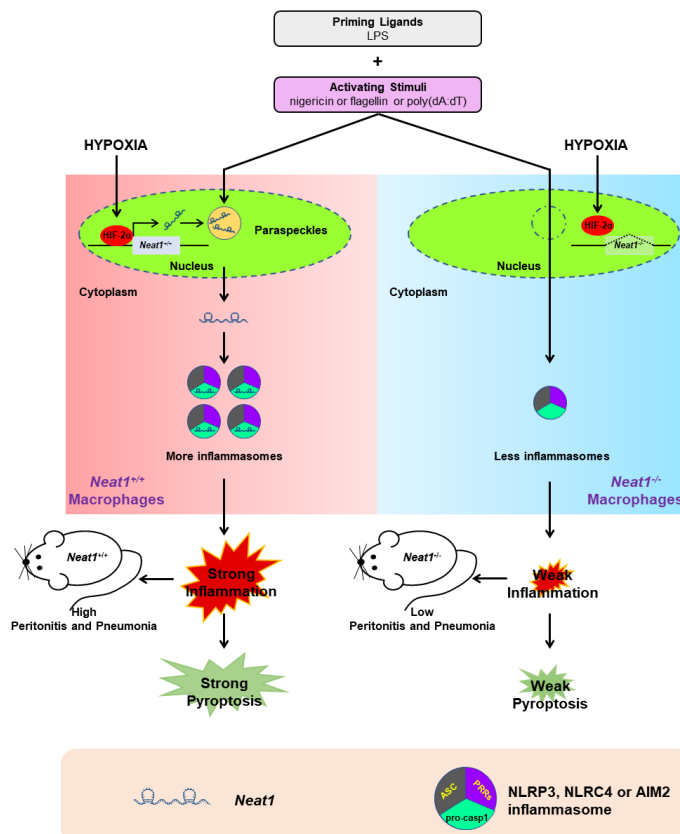 Priming Ligands
LPS
+
Activating Stimuli
nigericin or flagellin or poly(dA:dT)
HYPOXIA
HYPOXIA
HIF-2α
Neat1+/+
Paraspeckles
Nucleus
Cytoplasm
HIF-2α
Neat1-/-
Nucleus
Cytoplasm
More inflammasomes
Less inflammasomes
Neat1+/+
Macrophages
Neat1-/-
Macrophages
Neat1+/+
Strong
Inflammation
High
Peritonitis and Pneumonia
Neat1-/-
Weak
Inflammation
Low
Peritonitis and Pneumonia
Strong
Pyroptosis
Weak
Pyroptosis
Neat1
ASC
PRRs
pro-casp1
NLRP3, NLRC4 or AIM2
inflammasome